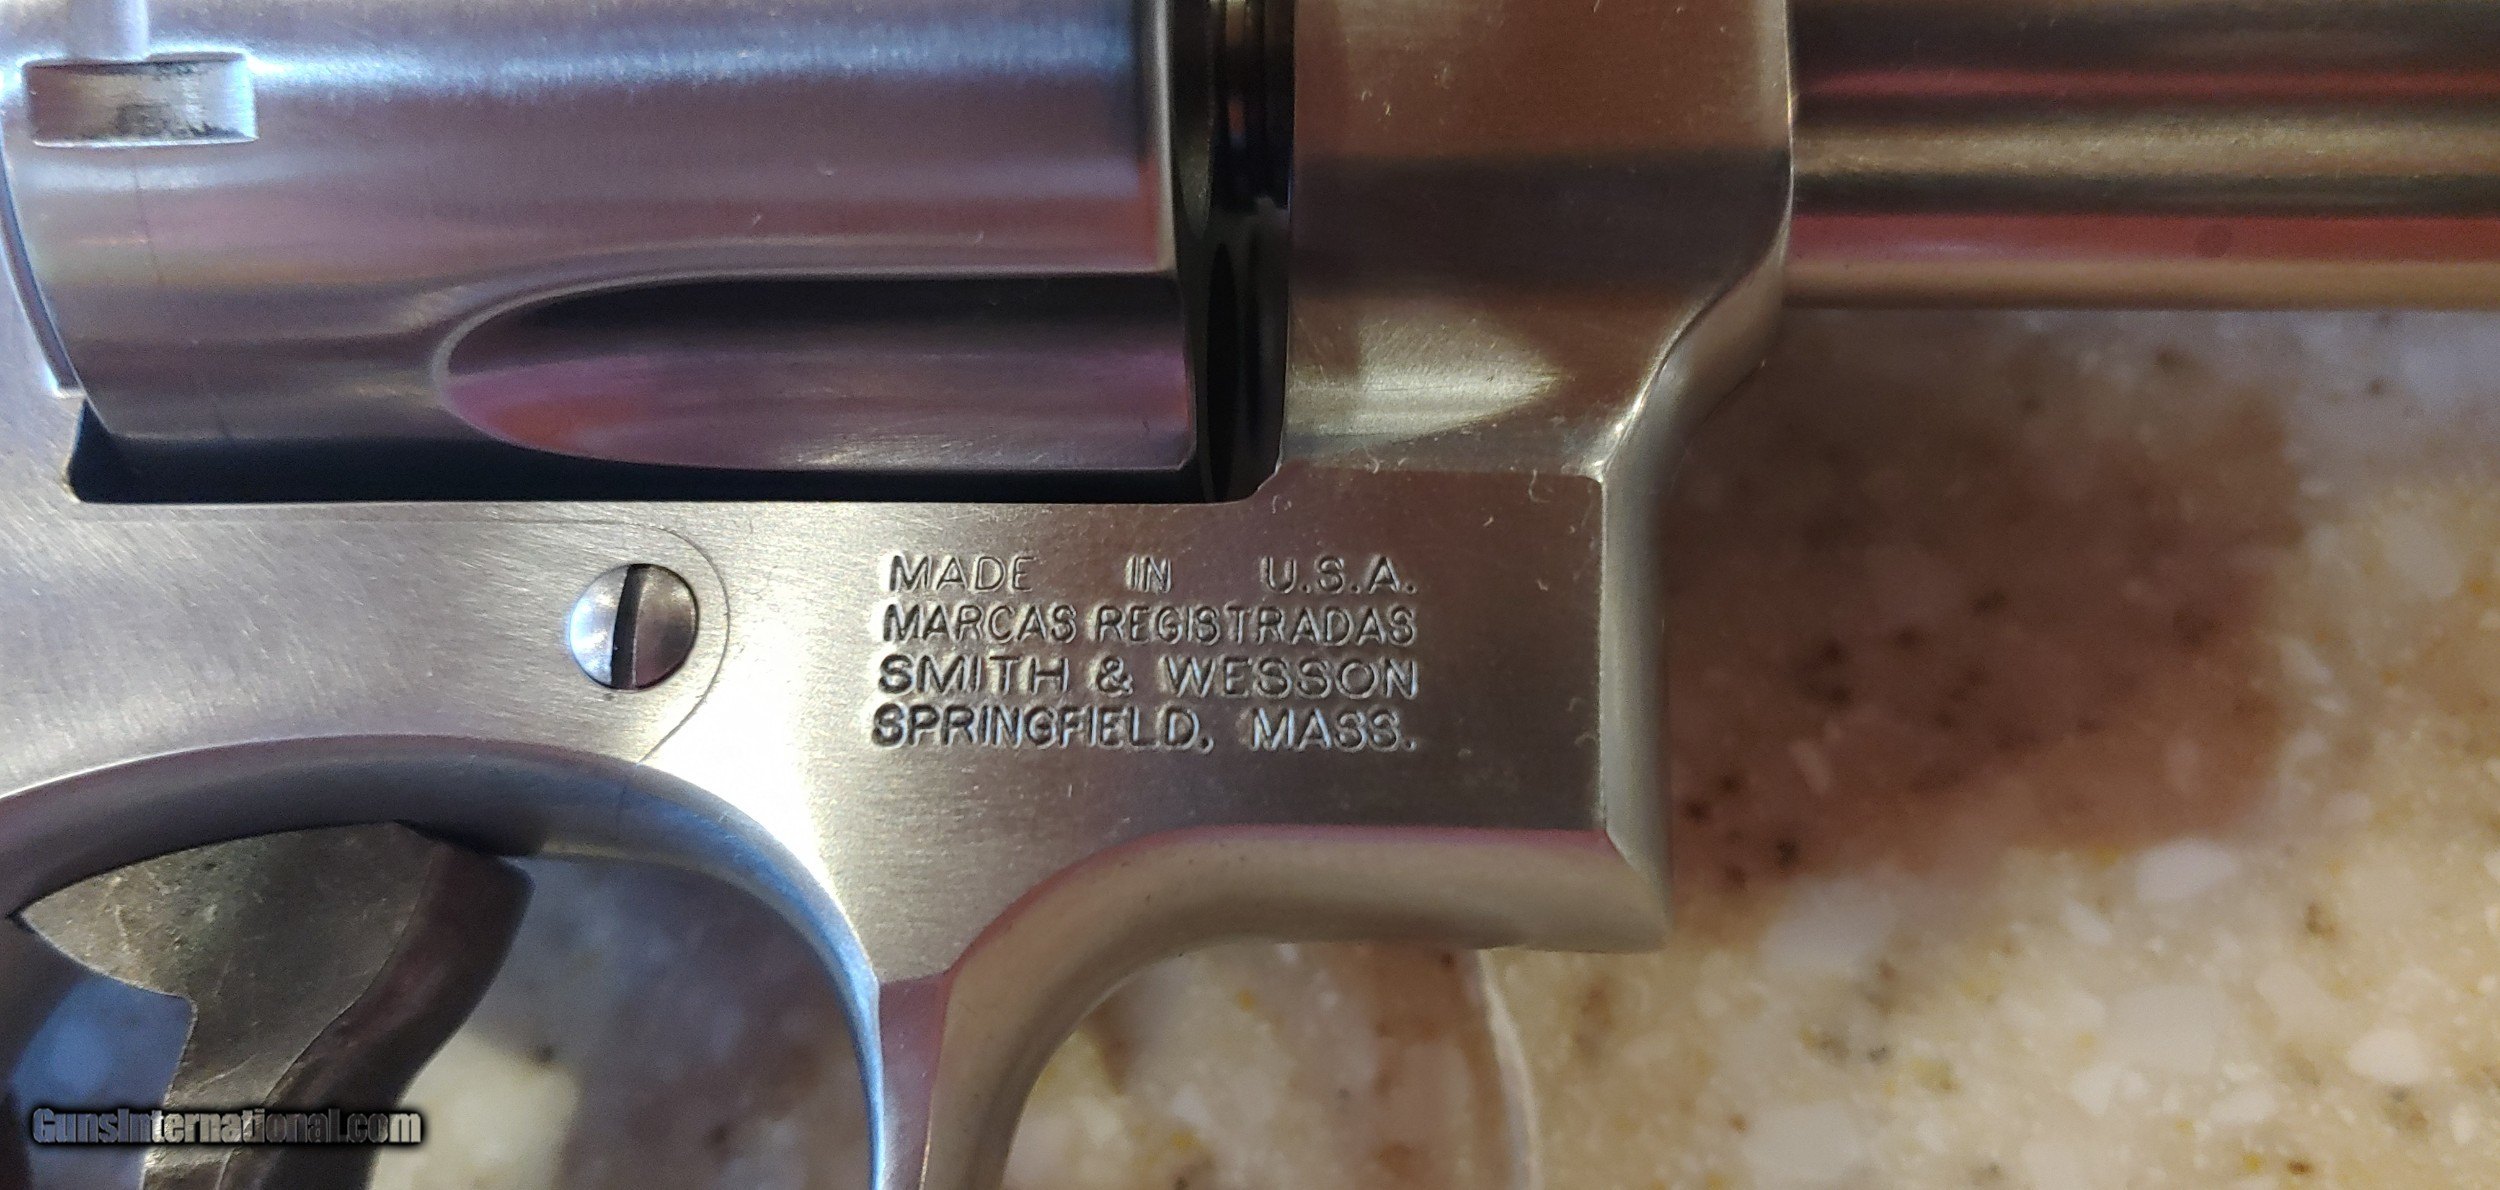 MADE IN U.S.A.
MARCAS REGISTRADAS
SMITH & WESSON
SPRINGFIELD, MASS.
GunsInternational.com